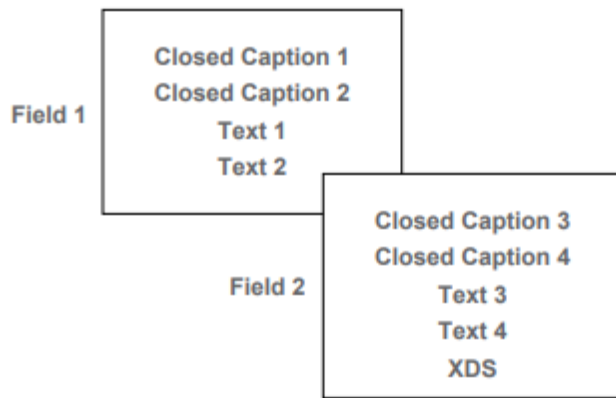 Closed Caption 1
Closed Caption 2
Field 1
Text 1
Text 2
Closed Caption 3
Closed Caption 4
Field 2
Text 3
Text 4
XDS